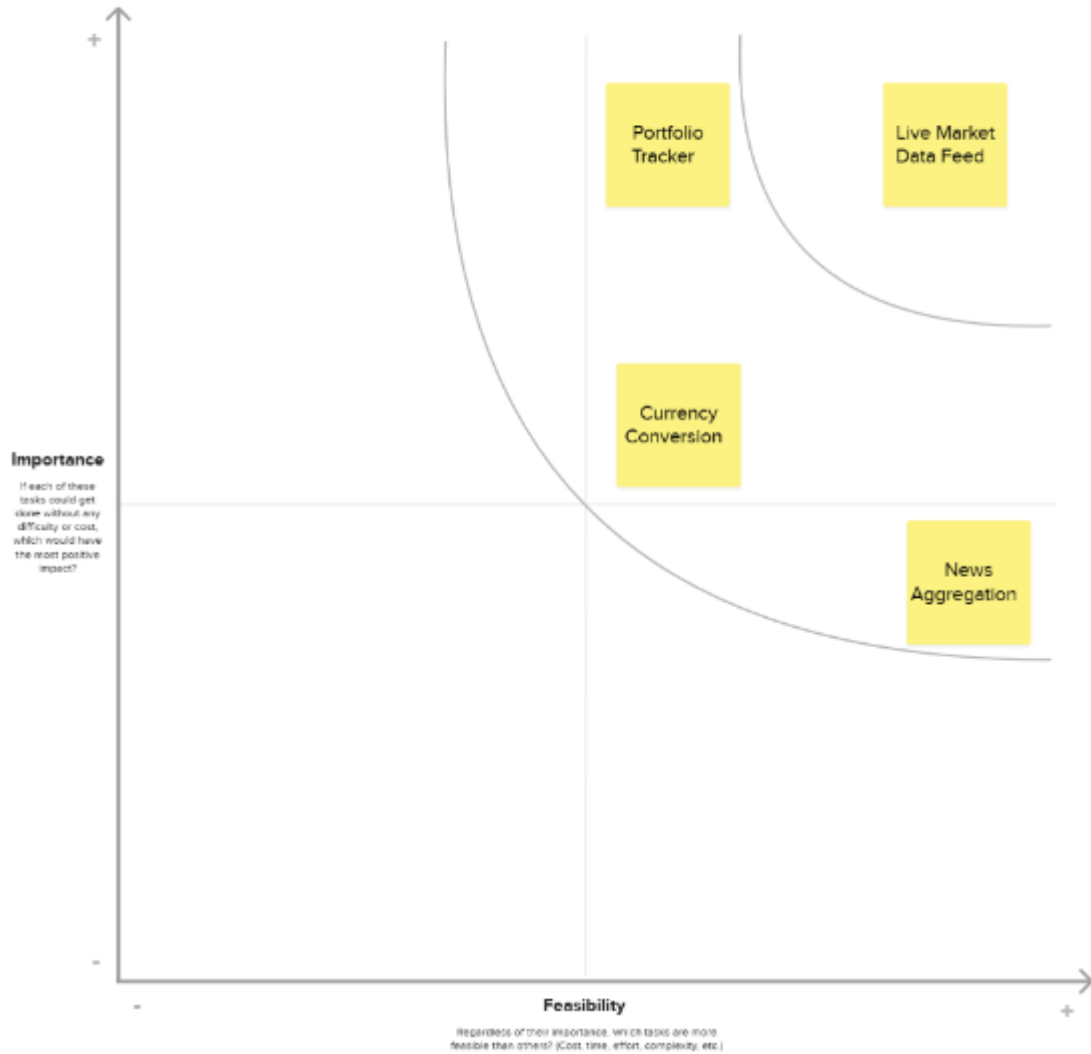 +
Portfolio
Tracker
Live Market
Data Feed
Currency
Conversion
Importance
If each of these
tasks could get
done without any
difficulty or cost,
which would have
the most positive
impact?
News
Aggregation
-
-
Feasibility
+
Regardless of their importance, which tasks are more
feasible than others? (Cost, time, effort, complexity, etc.)